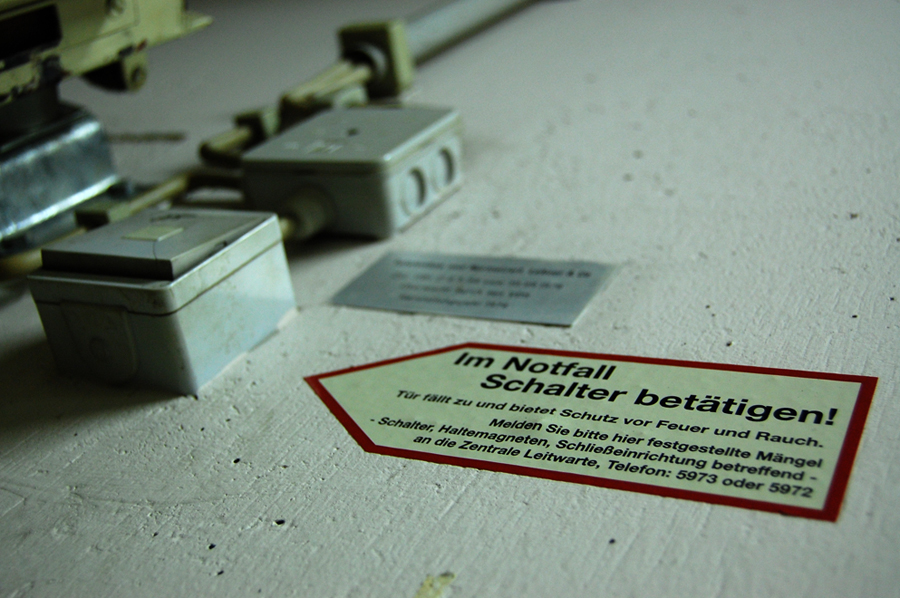 Im Notfall
Schalter betätigen!
Tür fällt zu und bietet Schutz vor Feuer und Rauch.
Melden Sie bitte hier festgestellte Mängel
- Schalter, Haltemagneten, Schließeinrichtung betreffend -
an die Zentrale Leitwarte, Telefon: 5973 oder 5972